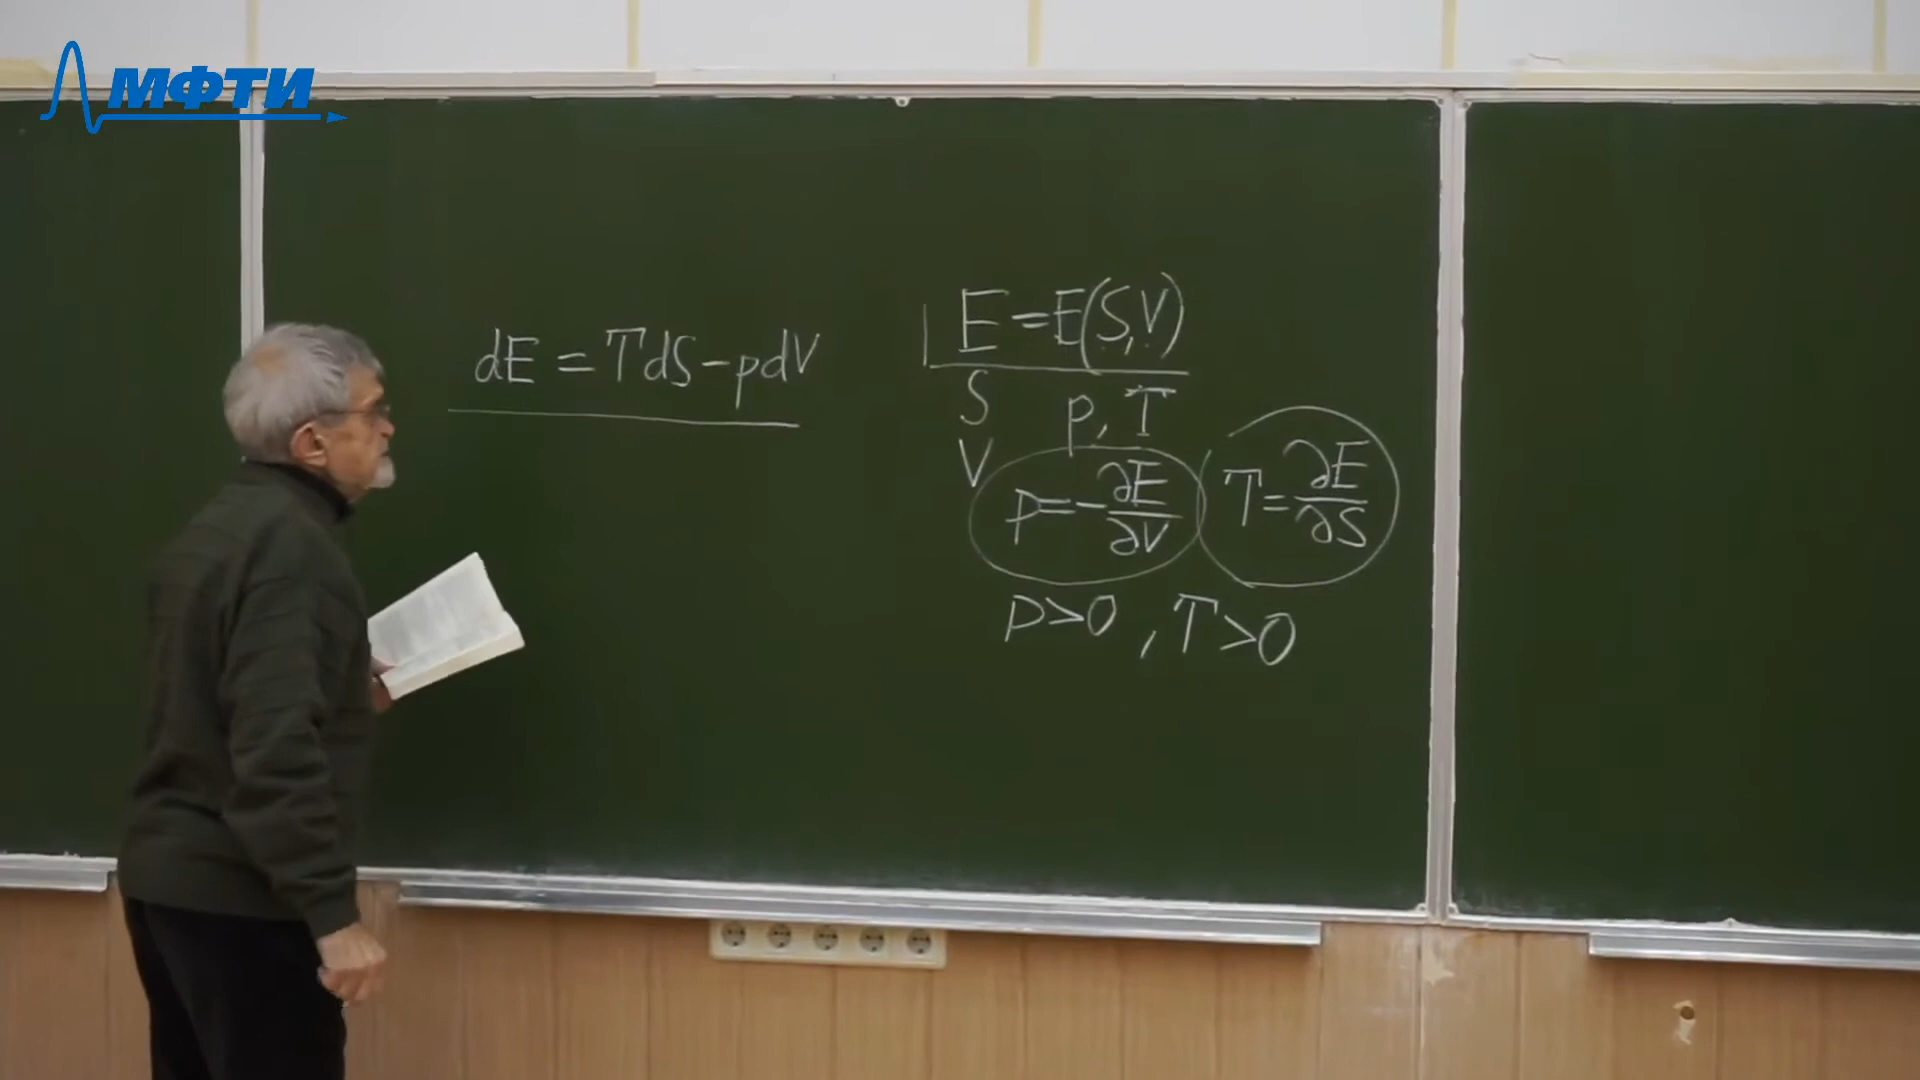 МФТИ
dE = TdS - pdV
E = E(S,V)
S
p, T
V
p = -∂E/∂V
T = ∂E/∂S
p>0 , T>0